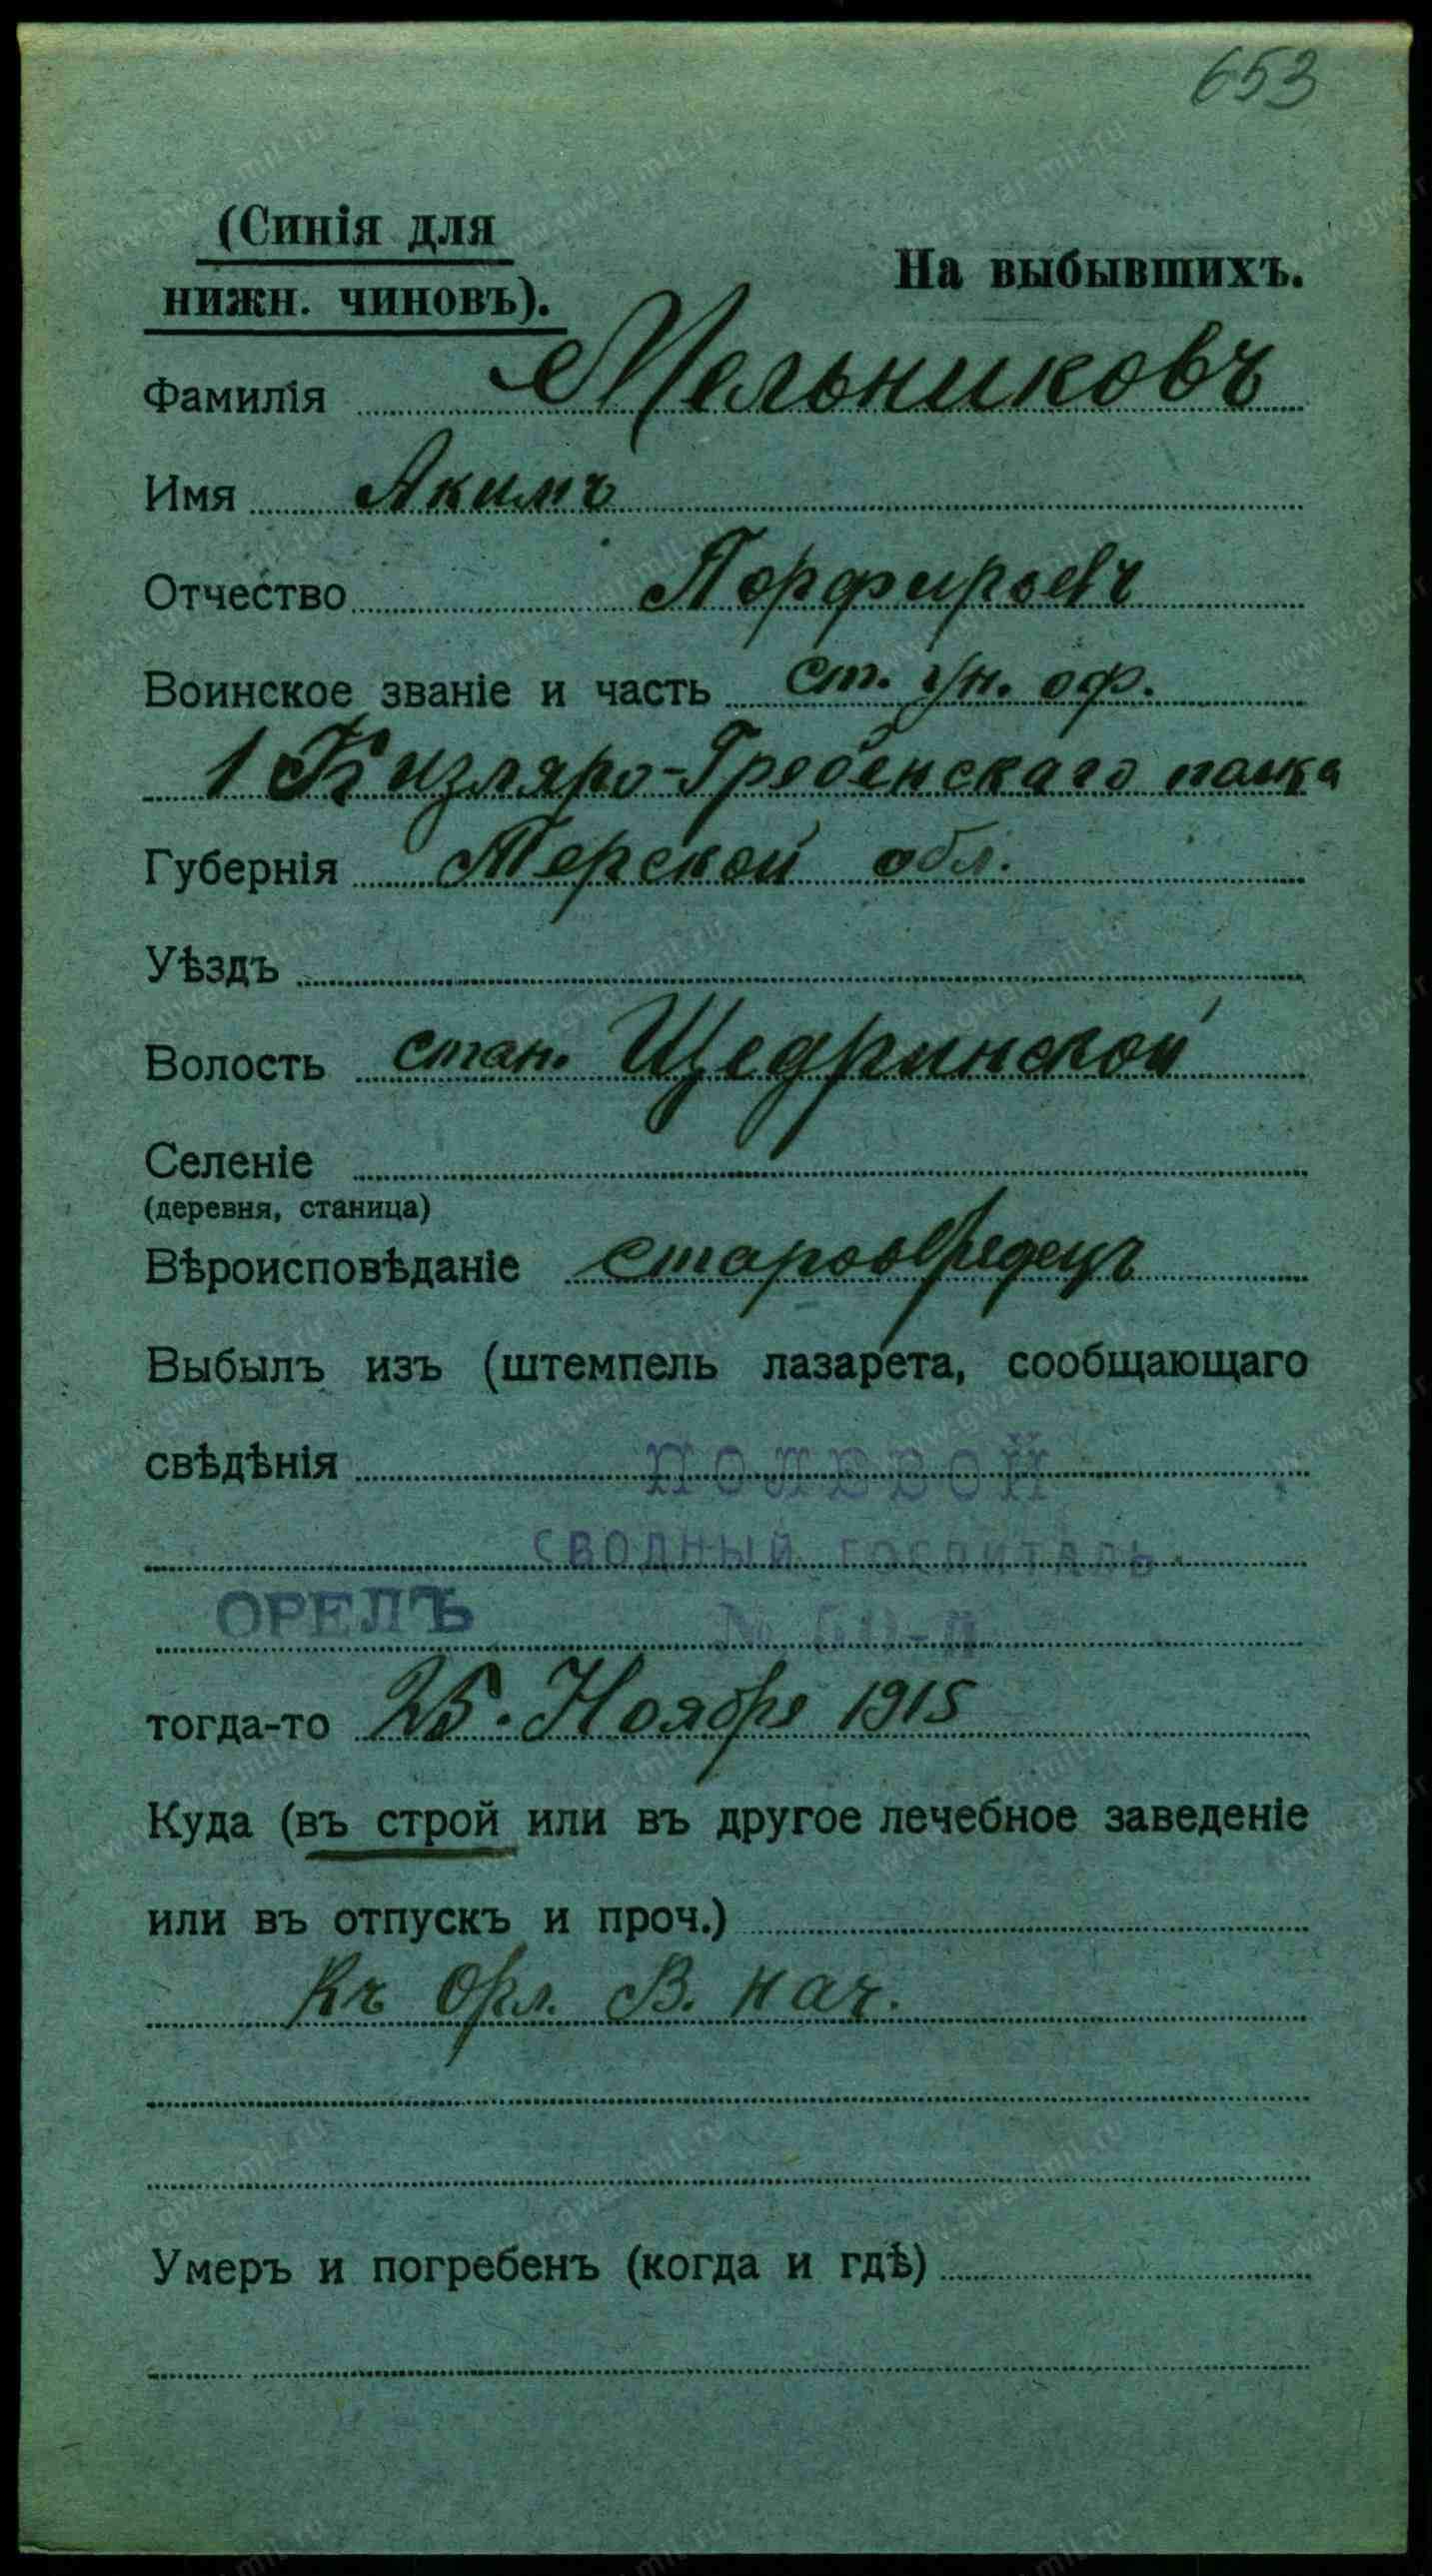 653
(Синія для
нижн. чиновъ).
На выбывшихъ.
Фамилія Мельниковъ
Имя Акимъ
Отчество Порфирьевъ
Воинское званіе и часть ст. ун. оф.
1 Кизляро-Гребенскаго полка
Губернія Терской обл.
Уѣздъ
Волость стан. Щедринской
Селеніе
(деревня, станица)
Вѣроисповѣданіе старообрядецъ
Выбылъ изъ (штемпель лазарета, сообщающаго
свѣдѣнія ПОЛЕВОЙ
СВОДНЫЙ ГОСПИТАЛЬ
ОРЕЛЪ №
тогда-то 25. Ноября 1915
Куда (въ строй или въ другое лечебное заведеніе
или въ отпускъ и проч.)
Къ Орл. В. нач.
Умеръ и погребенъ (когда и гдѣ)